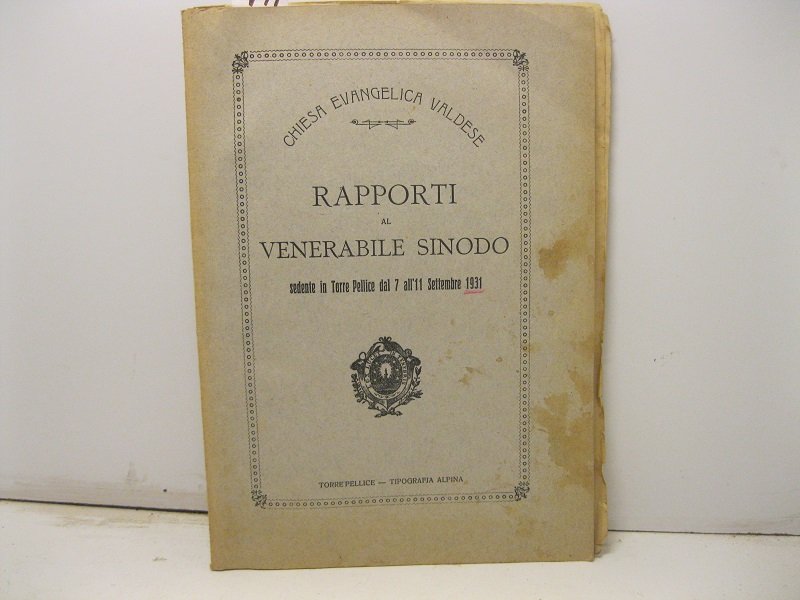 CHIESA EVANGELICA VALDESE
RAPPORTI
AL
VENERABILE SINODO
sedente in Torre Pellice dal 7 all'11 Settembre 1931
TORRE PELLICE — TIPOGRAFIA ALPINA